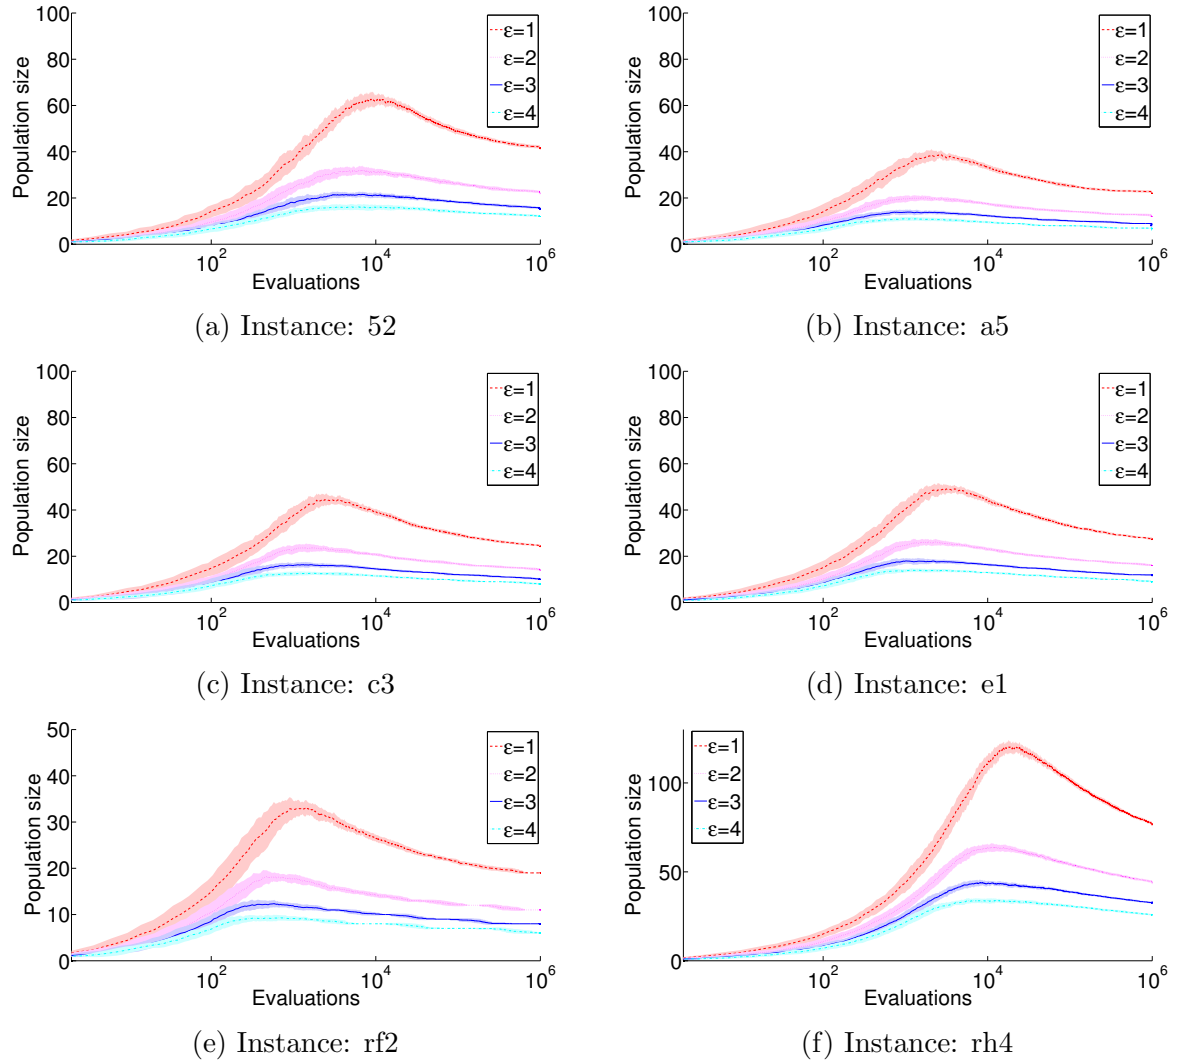 100
80
60
40
20
0
Population size
10^2
10^4
10^6
Evaluations
ε=1
ε=2
ε=3
ε=4
(a) Instance: 52
100
80
60
40
20
0
Population size
10^2
10^4
10^6
Evaluations
ε=1
ε=2
ε=3
ε=4
(b) Instance: a5
100
80
60
40
20
0
Population size
10^2
10^4
10^6
Evaluations
ε=1
ε=2
ε=3
ε=4
(c) Instance: c3
100
80
60
40
20
0
Population size
10^2
10^4
10^6
Evaluations
ε=1
ε=2
ε=3
ε=4
(d) Instance: e1
50
40
30
20
10
0
Population size
10^2
10^4
10^6
Evaluations
ε=1
ε=2
ε=3
ε=4
(e) Instance: rf2
100
50
0
Population size
10^2
10^4
10^6
Evaluations
ε=1
ε=2
ε=3
ε=4
(f) Instance: rh4